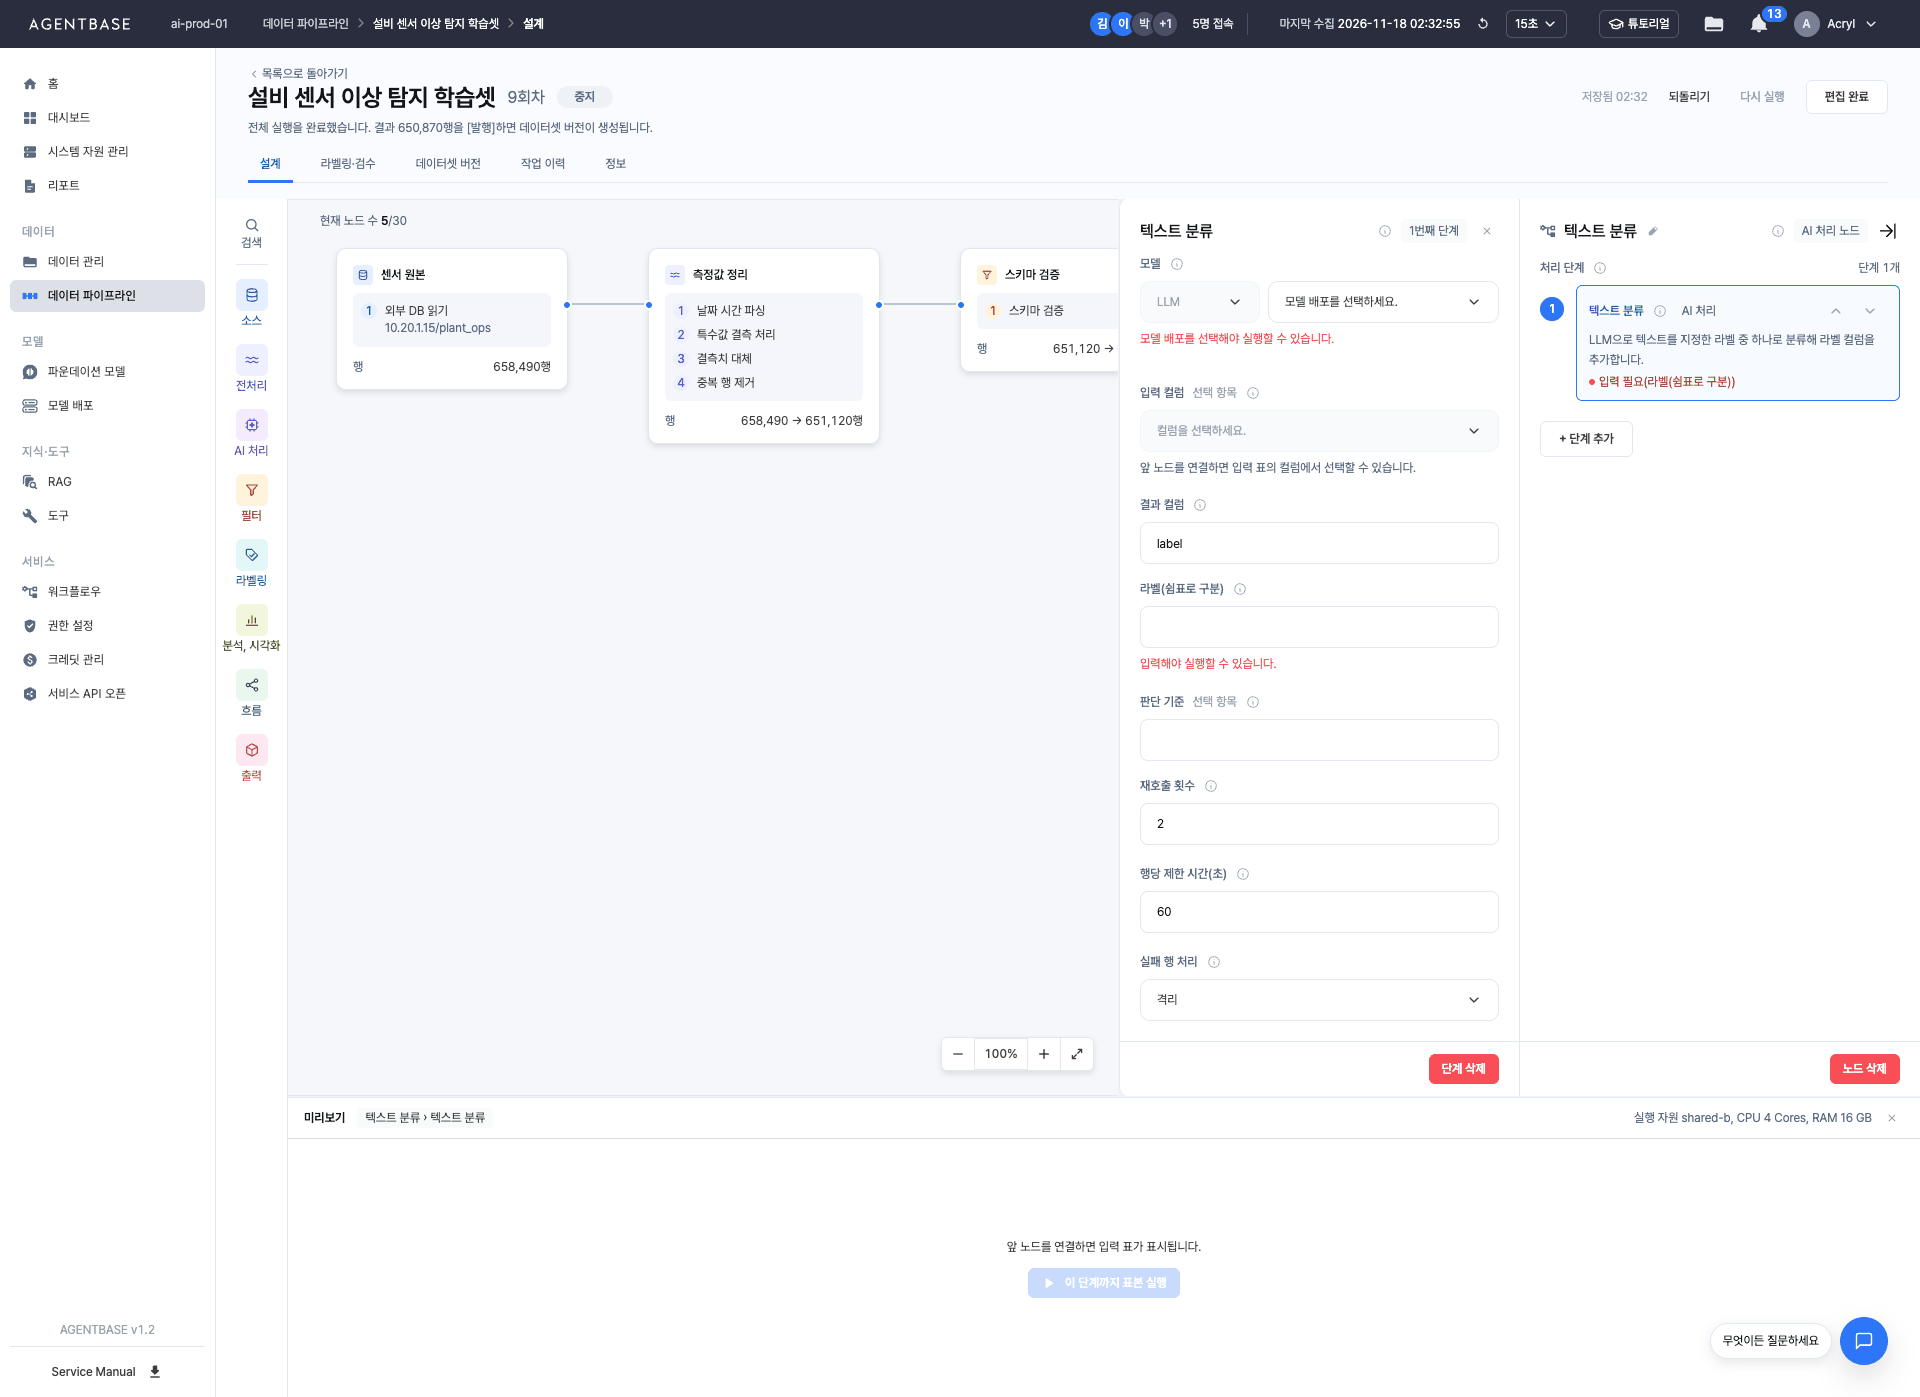 AGENTBASE
ai-prod-01
데이터 파이프라인
설비 센서 이상 탐지 학습셋
설계
김
이
박
+1
5명 접속
마지막 수집 2026-11-18 02:32:55
15초
튜토리얼
13
A
Acryl
홈
대시보드
시스템 자원 관리
리포트
데이터
데이터 관리
데이터 파이프라인
모델
파운데이션 모델
모델 배포
지식·도구
RAG
도구
서비스
워크플로우
권한 설정
크레딧 관리
서비스 API 오픈
AGENTBASE v1.2
Service Manual
목록으로 돌아가기
설비 센서 이상 탐지 학습셋 9회차 중지
전체 실행을 완료했습니다. 결과 650,870행을 [발행]하면 데이터셋 버전이 생성됩니다.
저장됨 02:32
되돌리기
다시 실행
편집 완료
설계
라벨링·검수
데이터셋 버전
작업 이력
정보
검색
소스
전처리
AI 처리
필터
라벨링
분석, 시각화
흐름
출력
현재 노드 수 5/30
센서 원본
1 외부 DB 읽기
10.20.1.15/plant_ops
행 658,490행
측정값 정리
1 날짜 시간 파싱
2 특수값 결측 처리
3 결측치 대체
4 중복 행 제거
행 658,490 → 651,120행
스키마 검증
1 스키마 검증
행 651,120 →
100%
텍스트 분류
1번째 단계
모델
LLM
모델 배포를 선택하세요.
모델 배포를 선택해야 실행할 수 있습니다.
입력 컬럼 선택 항목
컬럼을 선택하세요.
앞 노드를 연결하면 입력 표의 컬럼에서 선택할 수 있습니다.
결과 컬럼
label
라벨(쉼표로 구분)
입력해야 실행할 수 있습니다.
판단 기준 선택 항목
재호출 횟수
2
행당 제한 시간(초)
60
실패 행 처리
격리
단계 삭제
텍스트 분류
AI 처리 노드
처리 단계
단계 1개
1
텍스트 분류 AI 처리
LLM으로 텍스트를 지정한 라벨 중 하나로 분류해 라벨 컬럼을
추가합니다.
입력 필요(라벨(쉼표로 구분))
+ 단계 추가
노드 삭제
미리보기
텍스트 분류 › 텍스트 분류
실행 자원 shared-b, CPU 4 Cores, RAM 16 GB
앞 노드를 연결하면 입력 표가 표시됩니다.
이 단계까지 표본 실행
무엇이든 질문하세요